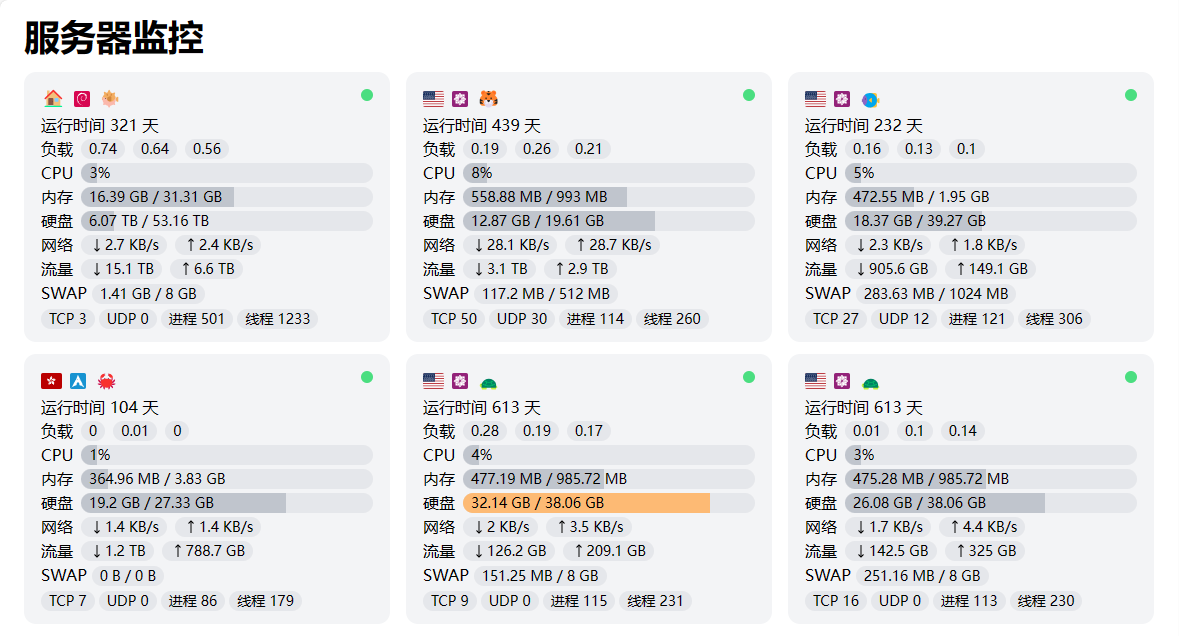 服务器监控
运行时间 321 天
负载 0.74 0.64 0.56
CPU 3%
内存 16.39 GB / 31.31 GB
硬盘 6.07 TB / 53.16 TB
网络 ↓2.7 KB/s ↑2.4 KB/s
流量 ↓15.1 TB ↑6.6 TB
SWAP 1.41 GB / 8 GB
TCP 3 UDP 0 进程 501 线程 1233
运行时间 439 天
负载 0.19 0.26 0.21
CPU 8%
内存 558.88 MB / 993 MB
硬盘 12.87 GB / 19.61 GB
网络 ↓28.1 KB/s ↑28.7 KB/s
流量 ↓3.1 TB ↑2.9 TB
SWAP 117.2 MB / 512 MB
TCP 50 UDP 30 进程 114 线程 260
运行时间 232 天
负载 0.16 0.13 0.1
CPU 5%
内存 472.55 MB / 1.95 GB
硬盘 18.37 GB / 39.27 GB
网络 ↓2.3 KB/s ↑1.8 KB/s
流量 ↓905.6 GB ↑149.1 GB
SWAP 283.63 MB / 1024 MB
TCP 27 UDP 12 进程 121 线程 306
运行时间 104 天
负载 0 0.01 0
CPU 1%
内存 364.96 MB / 3.83 GB
硬盘 19.2 GB / 27.33 GB
网络 ↓1.4 KB/s ↑1.4 KB/s
流量 ↓1.2 TB ↑788.7 GB
SWAP 0 B / 0 B
TCP 7 UDP 0 进程 86 线程 179
运行时间 613 天
负载 0.28 0.19 0.17
CPU 4%
内存 477.19 MB / 985.72 MB
硬盘 32.14 GB / 38.06 GB
网络 ↓2 KB/s ↑3.5 KB/s
流量 ↓126.2 GB ↑209.1 GB
SWAP 151.25 MB / 8 GB
TCP 9 UDP 0 进程 115 线程 231
运行时间 613 天
负载 0.01 0.1 0.14
CPU 3%
内存 475.28 MB / 985.72 MB
硬盘 26.08 GB / 38.06 GB
网络 ↓1.7 KB/s ↑4.4 KB/s
流量 ↓142.5 GB ↑325 GB
SWAP 251.16 MB / 8 GB
TCP 16 UDP 0 进程 113 线程 230